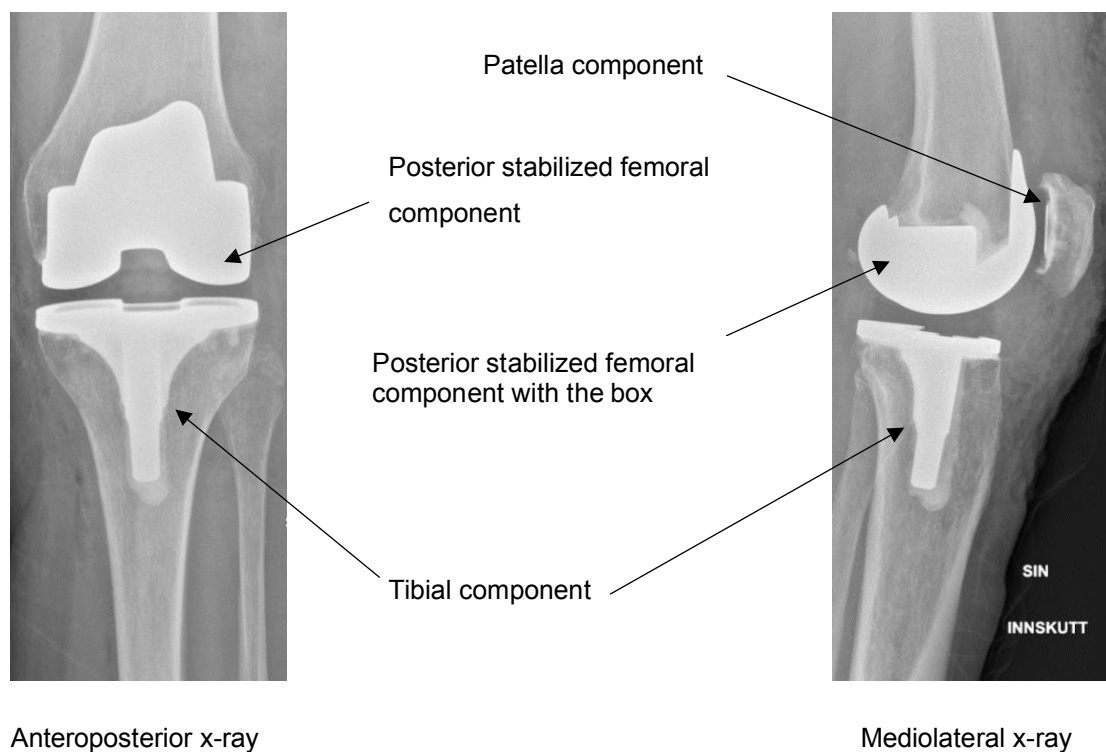 Patella component
Posterior stabilized femoral
component
Posterior stabilized femoral
component with the box
Tibial component
SIN
INNSKUTT
Anteroposterior x-ray
Mediolateral x-ray